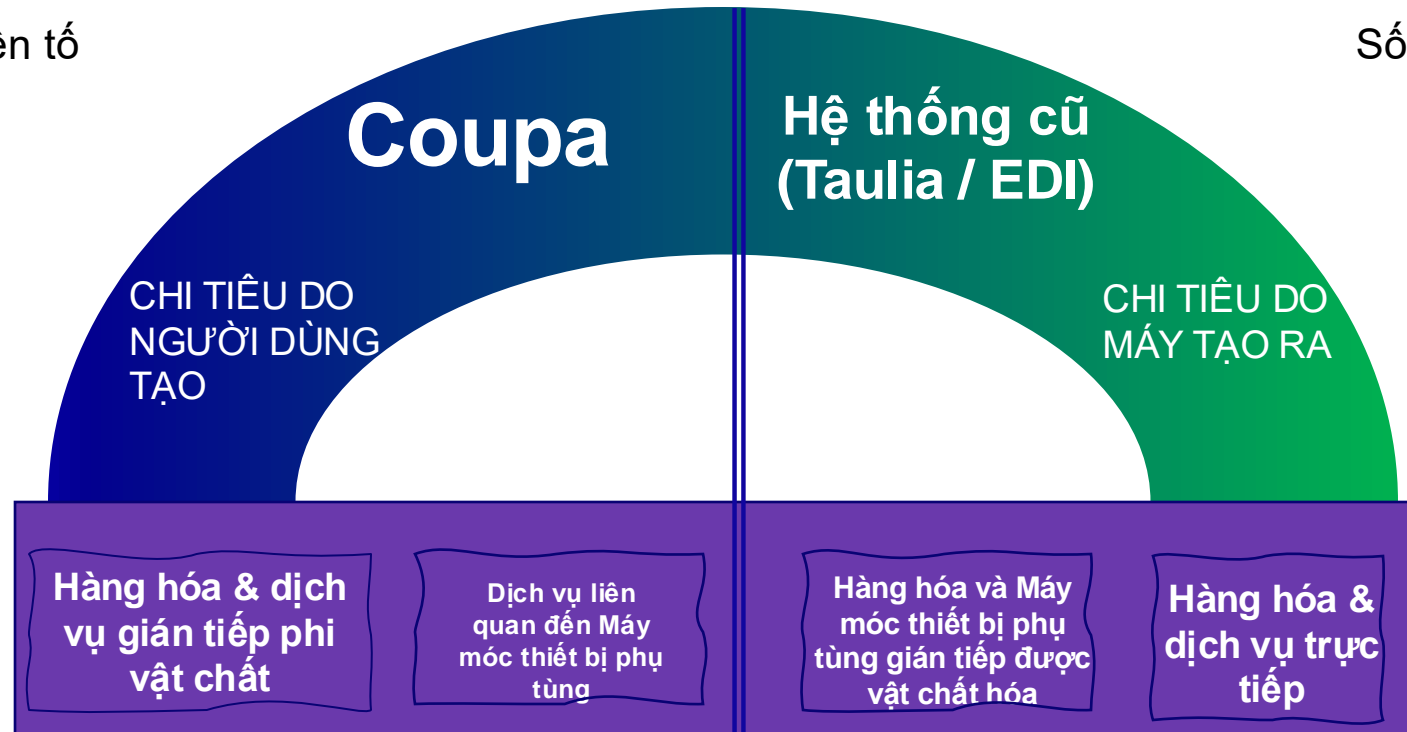 ền tố
Số
Coupa
Hệ thống cũ
(Taulia / EDI)
CHI TIÊU DO
NGƯỜI DÙNG
TẠO
CHI TIÊU DO
MÁY TẠO RA
Hàng hóa & dịch
vụ gián tiếp phi
vật chất
Dịch vụ liên
quan đến Máy
móc thiết bị phụ
tùng
Hàng hóa và Máy
móc thiết bị phụ
tùng gián tiếp được
vật chất hóa
Hàng hóa &
dịch vụ trực
tiếp